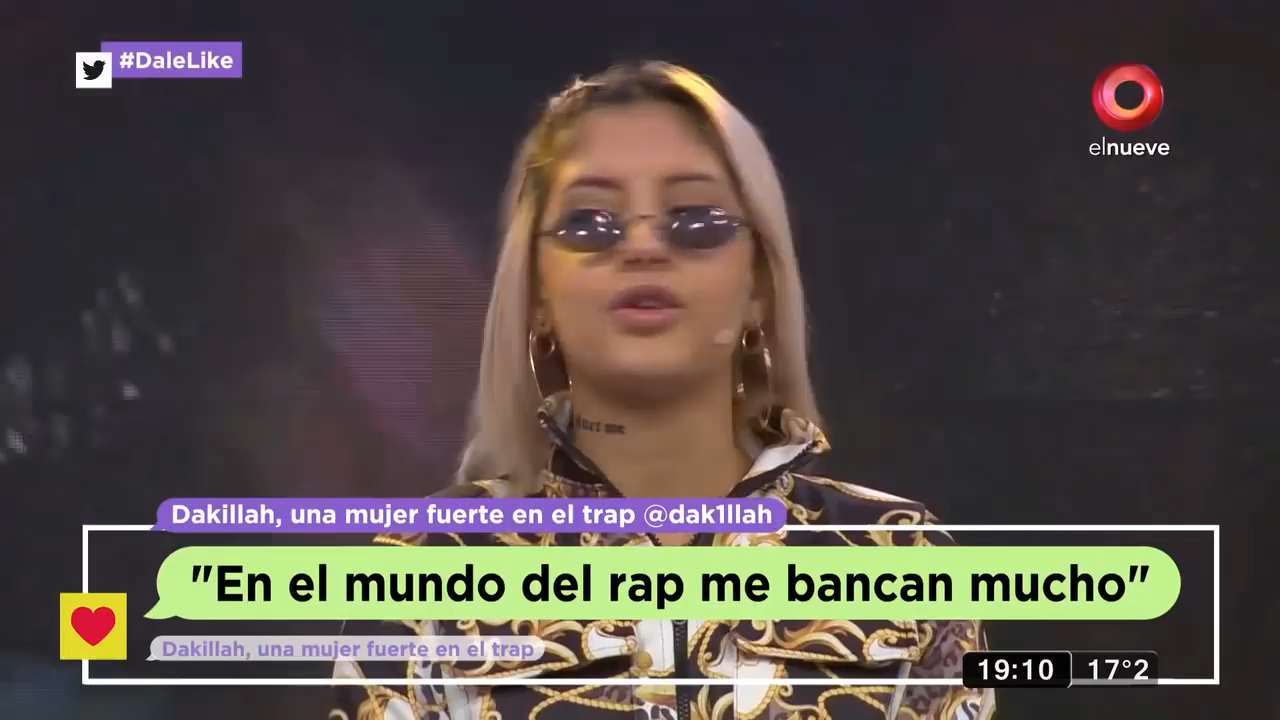 #DaleLike
elnueve
Dakillah, una mujer fuerte en el trap @dak1llah
"En el mundo del rap me bancan mucho"
Dakillah, una mujer fuerte en el trap
19:10 17°2